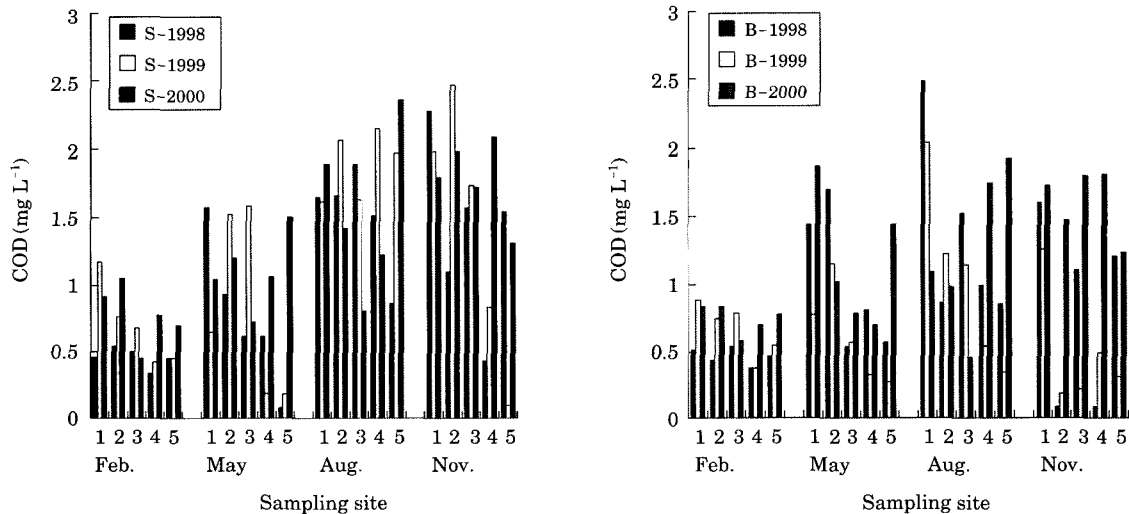 3
2.5
2
1.5
1
0.5
0
COD (mg L⁻¹)
S-1998
S-1999
S-2000
1 2 3 4 5 1 2 3 4 5 1 2 3 4 5 1 2 3 4 5
Feb. May Aug. Nov.
Sampling site
3
2.5
2
1.5
1
0.5
0
COD (mg L⁻¹)
B-1998
B-1999
B-2000
1 2 3 4 5 1 2 3 4 5 1 2 3 4 5 1 2 3 4 5
Feb. May Aug. Nov.
Sampling site